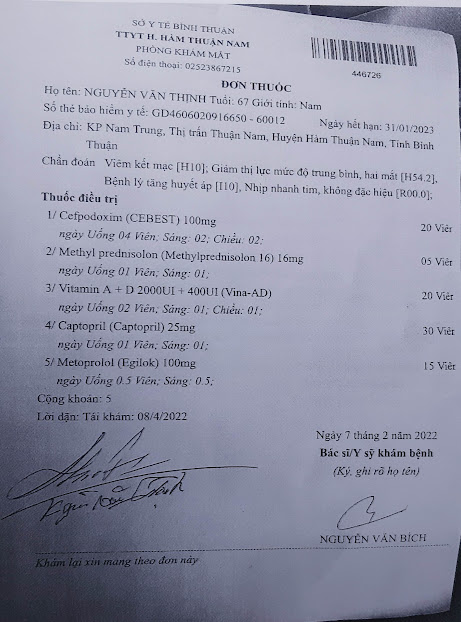 SỞ Y TẾ BÌNH THUẬN
TTYT H. HÀM THUẬN NAM
PHÒNG KHÁM MẮT
Số điện thoại: 02523867215
446726
ĐƠN THUỐC
Họ tên: NGUYỄN VĂN THỊNH Tuổi: 67 Giới tính: Nam
Số thẻ bảo hiểm y tế: GD4606020916650 - 60012 Ngày hết hạn: 31/01/2023
Địa chỉ: KP Nam Trung, Thị trấn Thuận Nam, Huyện Hàm Thuận Nam, Tỉnh Bình
Thuận
Chẩn đoán Viêm kết mạc [H10]; Giảm thị lực mức độ trung bình, hai mắt [H54.2],
Bệnh lý tăng huyết áp [I10], Nhịp nhanh tim, không đặc hiệu [R00.0];
Thuốc điều trị
1/ Cefpodoxim (CEBEST) 100mg 20 Viên
ngày Uống 04 Viên; Sáng: 02; Chiều: 02;
2/ Methyl prednisolon (Methylprednisolon 16) 16mg 05 Viên
ngày Uống 01 Viên; Sáng: 01;
3/ Vitamin A + D 2000UI + 400UI (Vina-AD) 20 Viên
ngày Uống 02 Viên; Sáng: 01; Chiều: 01;
4/ Captopril (Captopril) 25mg 30 Viên
ngày Uống 01 Viên; Sáng: 01;
5/ Metoprolol (Egilok) 100mg 15 Viên
ngày Uống 0.5 Viên; Sáng: 0.5;
Cộng khoản: 5
Lời dặn: Tái khám: 08/4/2022
Ngày 7 tháng 2 năm 2022
Bác sĩ/Y sỹ khám bệnh
(Ký, ghi rõ họ tên)
NGUYỄN VĂN BÍCH
Khám lại xin mang theo đơn này